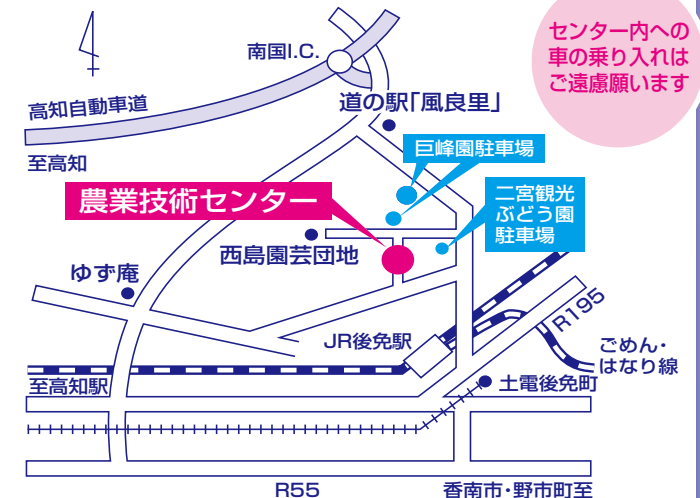 センター内への
車の乗り入れは
ご遠慮願います
南国I.C.
高知自動車道
道の駅「風良里」
至高知
巨峰園駐車場
農業技術センター
二宮観光
ぶどう園
駐車場
西島園芸団地
ゆず庵
R195
JR後免駅
ごめん・
はなり線
至高知駅
土電後免町
R55
香南市・野市町至